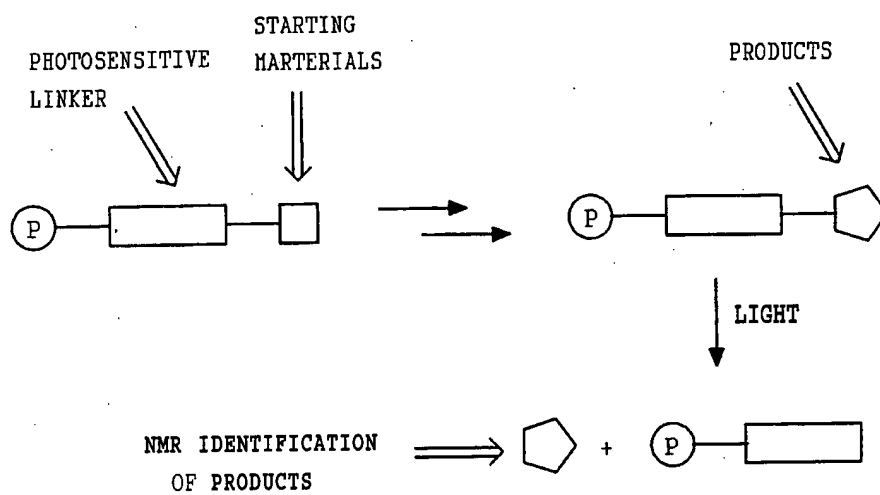 PHOTOSENSITIVE
LINKER
STARTING
MARTERIALS
PRODUCTS
P
P
LIGHT
NMR IDENTIFICATION
OF PRODUCTS
+
P